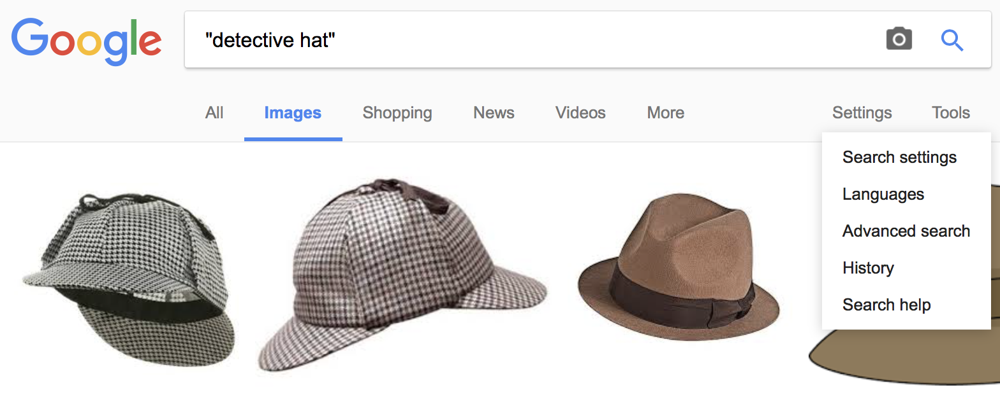 Google
"detective hat"
All Images Shopping News Videos More Settings Tools
Search settings
Languages
Advanced search
History
Search help